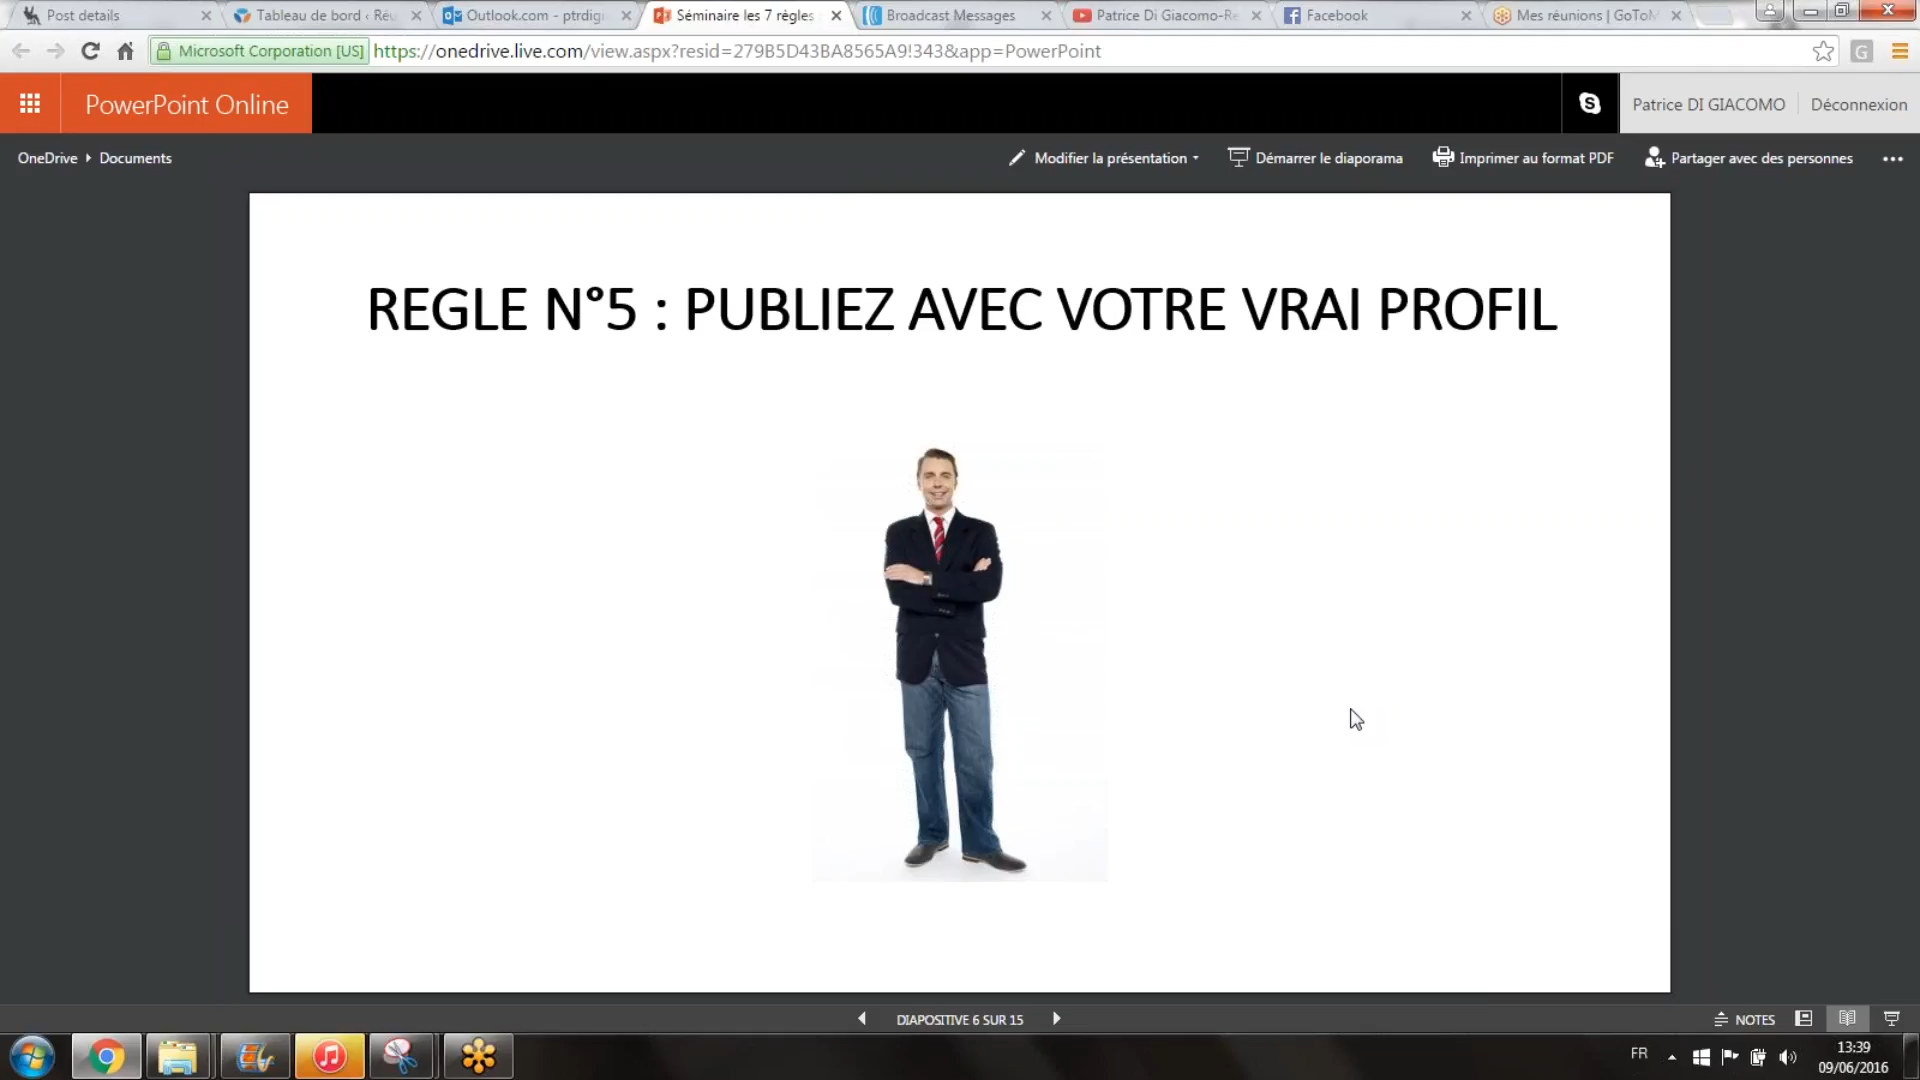 Post details
Tableau de bord ‹ Réu
Outlook.com - ptrdig
Séminaire les 7 règles
Broadcast Messages
Patrice Di Giacomo-Re
Facebook
Mes réunions | GoToM
Microsoft Corporation [US]
https://onedrive.live.com/view.aspx?resid=279B5D43BA8565A9!343&app=PowerPoint
PowerPoint Online
Patrice DI GIACOMO
Déconnexion
OneDrive
Documents
Modifier la présentation
Démarrer le diaporama
Imprimer au format PDF
Partager avec des personnes
REGLE N°5 : PUBLIEZ AVEC VOTRE VRAI PROFIL
DIAPOSITIVE 6 SUR 15
NOTES
FR
13:39
09/06/2016